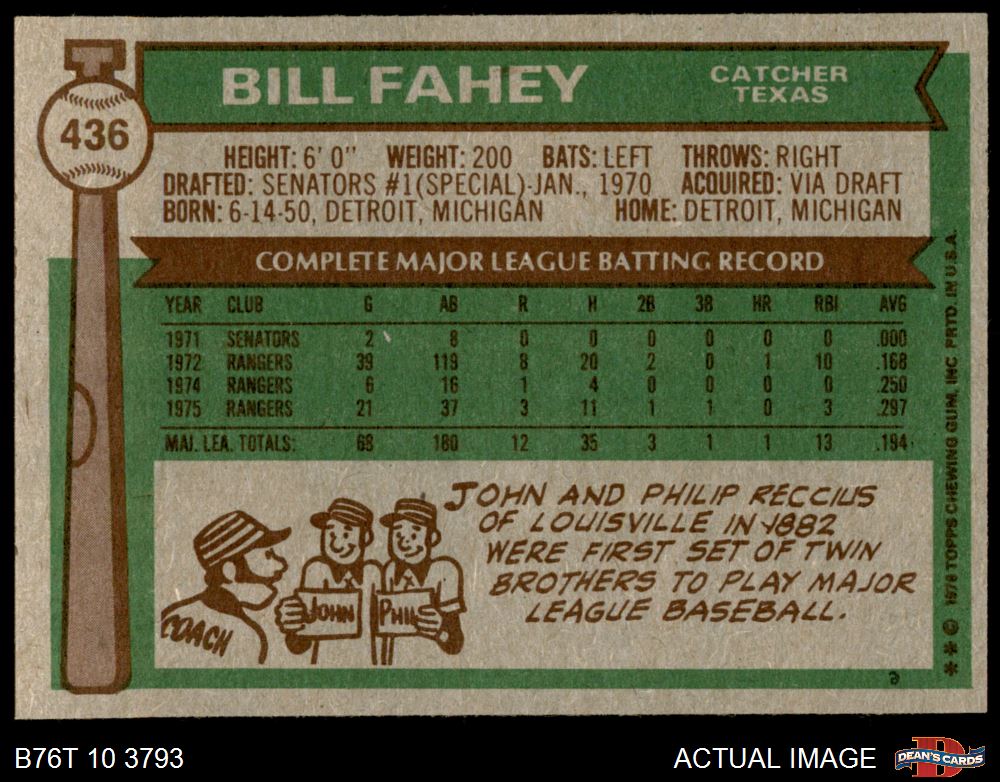 BILL FAHEY
CATCHER
TEXAS
436
HEIGHT: 6' 0" WEIGHT: 200 BATS: LEFT THROWS: RIGHT
DRAFTED: SENATORS #1(SPECIAL)-JAN., 1970 ACQUIRED: VIA DRAFT
BORN: 6-14-50, DETROIT, MICHIGAN HOME: DETROIT, MICHIGAN
COMPLETE MAJOR LEAGUE BATTING RECORD
YEAR CLUB G AB R H 2B 3B HR RBI AVG
1971 SENATORS 2 8 0 0 0 0 0 0 .000
1972 RANGERS 39 119 8 20 2 0 1 10 .168
1974 RANGERS 6 16 1 4 0 0 0 0 .250
1975 RANGERS 21 37 3 11 1 1 0 3 .297
MAJ. LEA. TOTALS: 68 180 12 35 3 1 1 13 .194
JOHN AND PHILIP RECCIUS
OF LOUISVILLE IN 1882
WERE FIRST SET OF TWIN
BROTHERS TO PLAY MAJOR
LEAGUE BASEBALL.
COACH
JOHN
PHIL
** © 1976 TOPPS CHEWING GUM, INC PRTD. IN U.S.A.
B76T 10 3793
ACTUAL IMAGE
D
DEAN'S CARDS